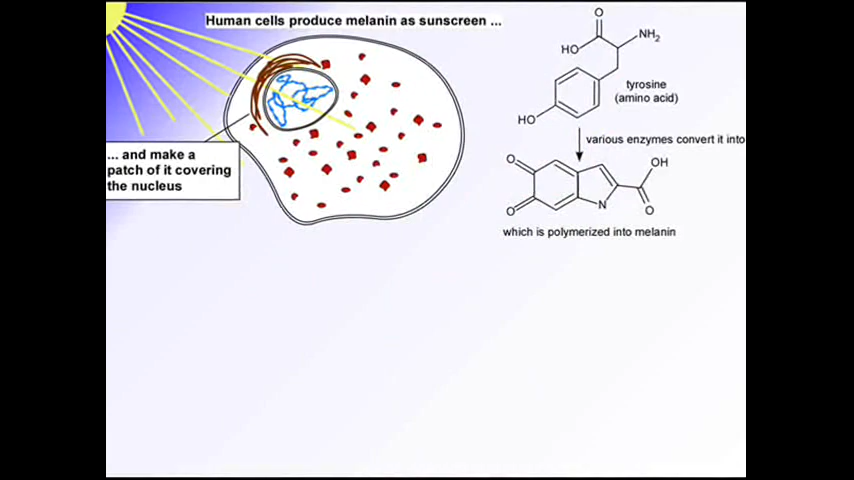 Human cells produce melanin as sunscreen ...
... and make a
patch of it covering
the nucleus
O
NH2
HO
tyrosine
(amino acid)
HO
various enzymes convert it into
O
OH
O
N
O
which is polymerized into melanin